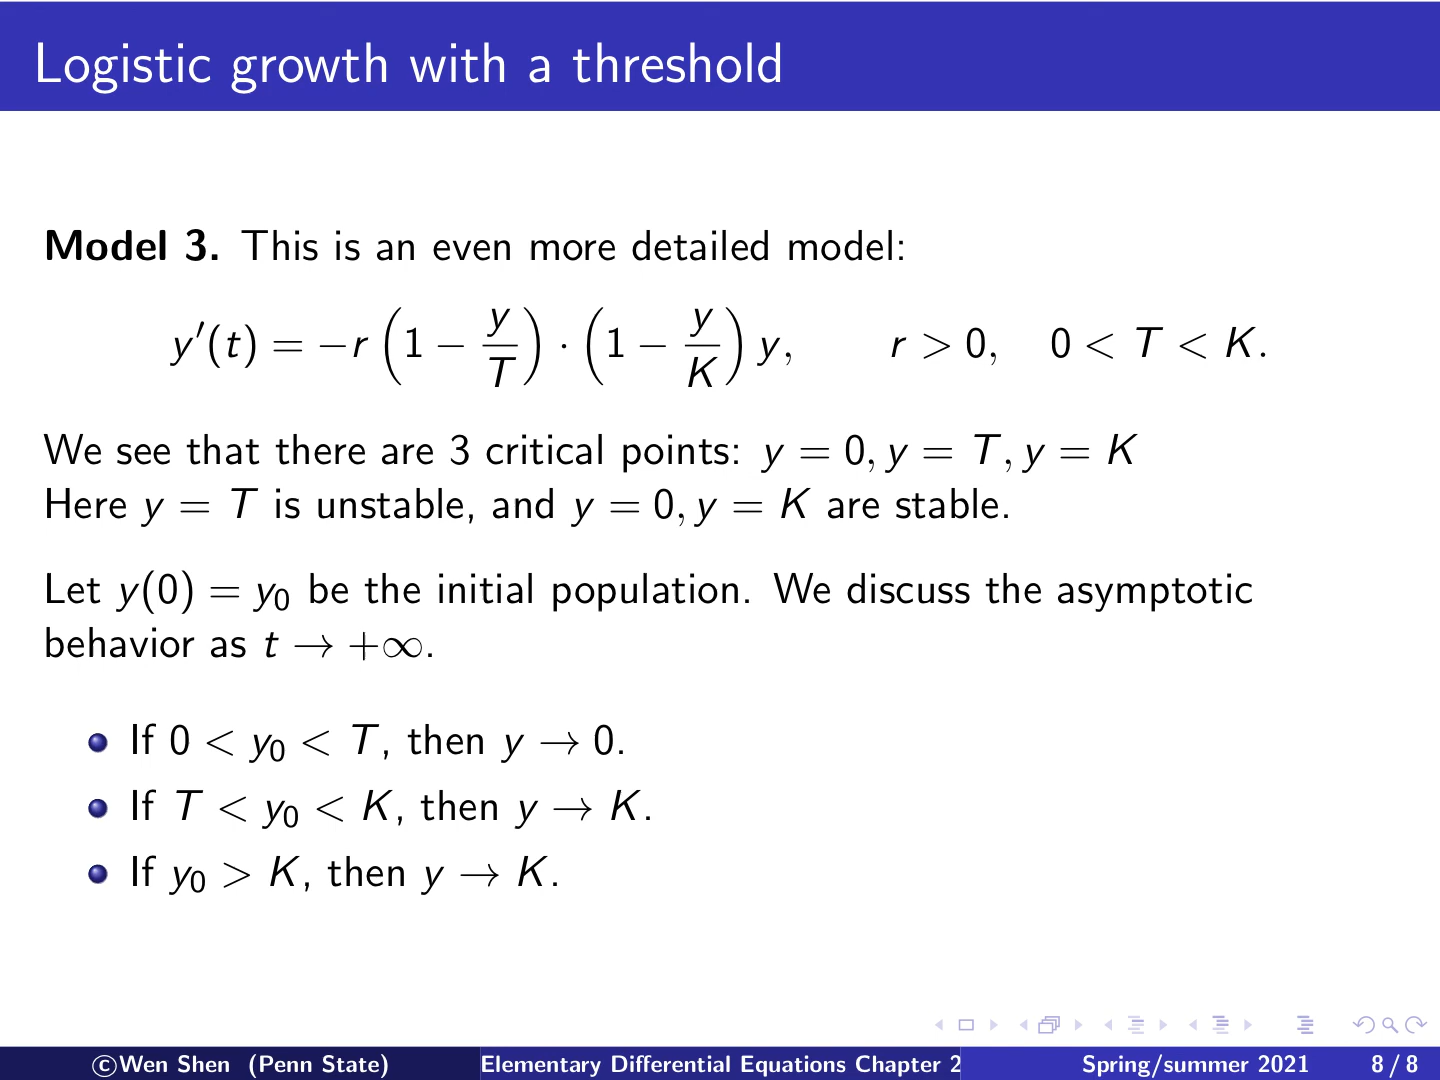 Logistic growth with a threshold
Model 3. This is an even more detailed model:
y′(t) = −r (1 − y/T) · (1 − y/K) y,   r > 0,   0 < T < K.
We see that there are 3 critical points: y = 0, y = T, y = K
Here y = T is unstable, and y = 0, y = K are stable.
Let y(0) = y₀ be the initial population. We discuss the asymptotic
behavior as t → +∞.
• If 0 < y₀ < T, then y → 0.
• If T < y₀ < K, then y → K.
• If y₀ > K, then y → K.
©Wen Shen (Penn State)   Elementary Differential Equations Chapter 2   Spring/summer 2021   8 / 8